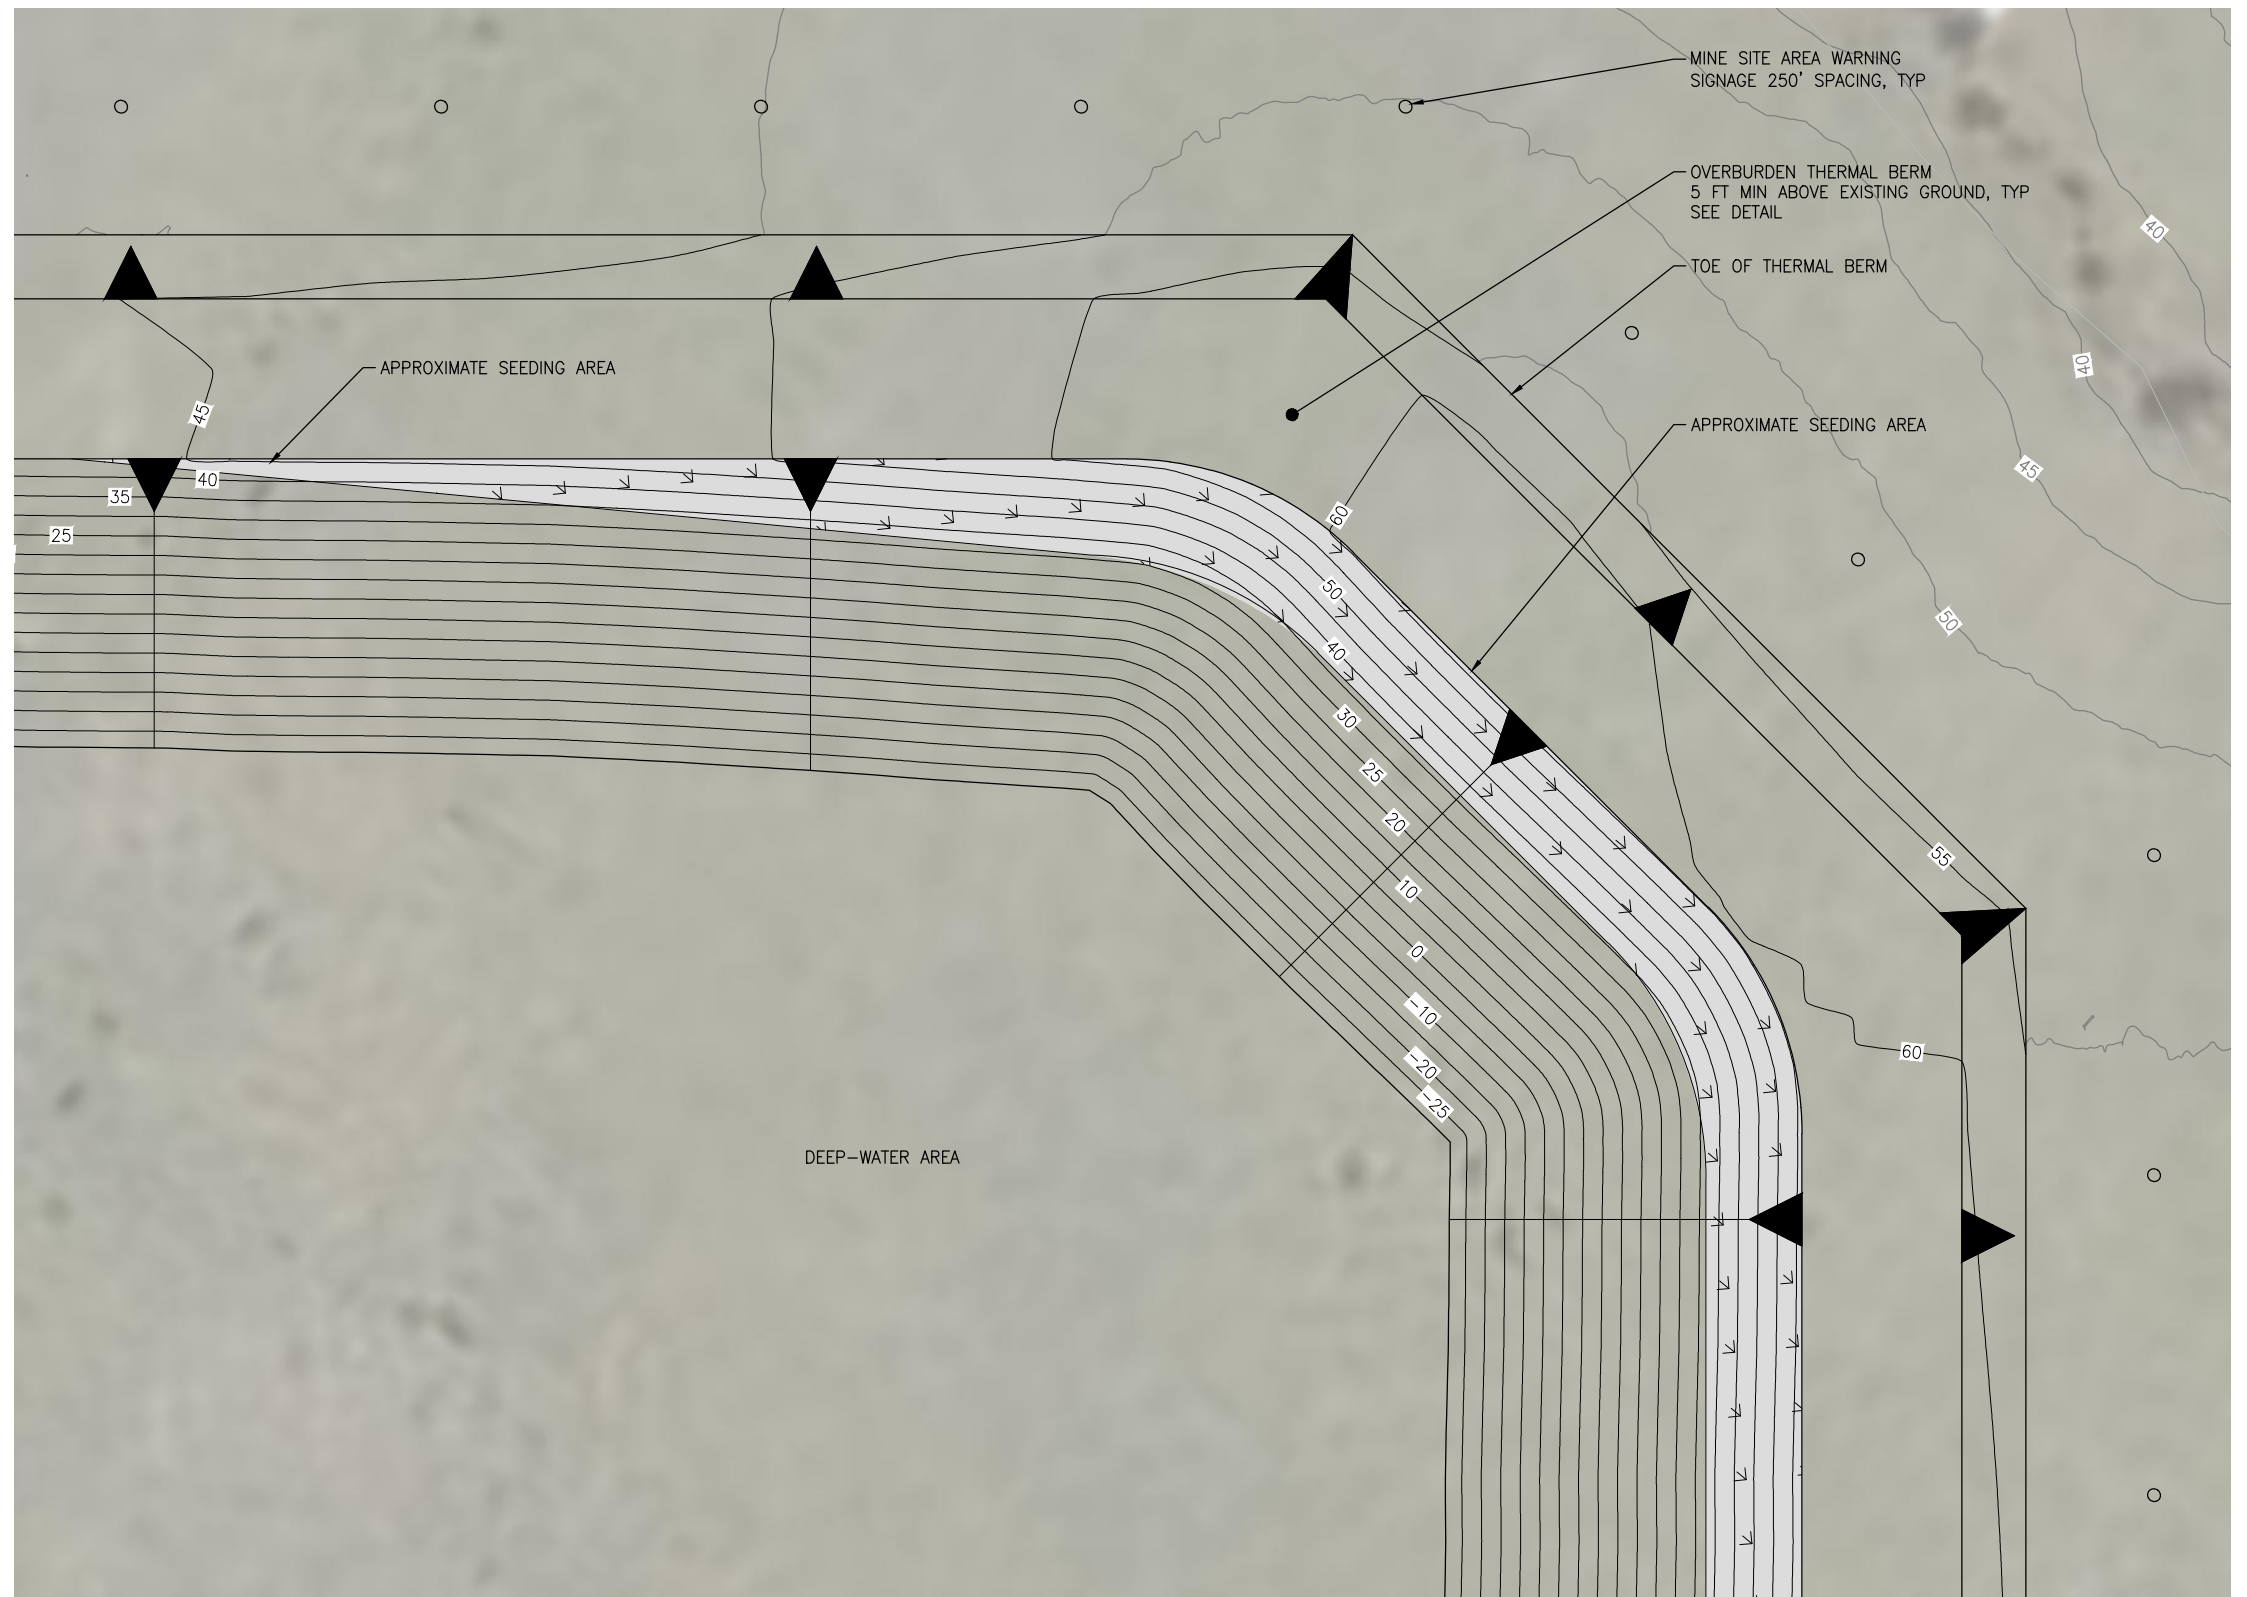 MINE SITE AREA WARNING
SIGNAGE 250' SPACING, TYP
OVERBURDEN THERMAL BERM
5 FT MIN ABOVE EXISTING GROUND, TYP
SEE DETAIL
40
TOE OF THERMAL BERM
40
APPROXIMATE SEEDING AREA
45
APPROXIMATE SEEDING AREA
45
40
35
60
25
50
50
40
30
25
20
55
10
0
-10
60
-20
-25
DEEP-WATER AREA